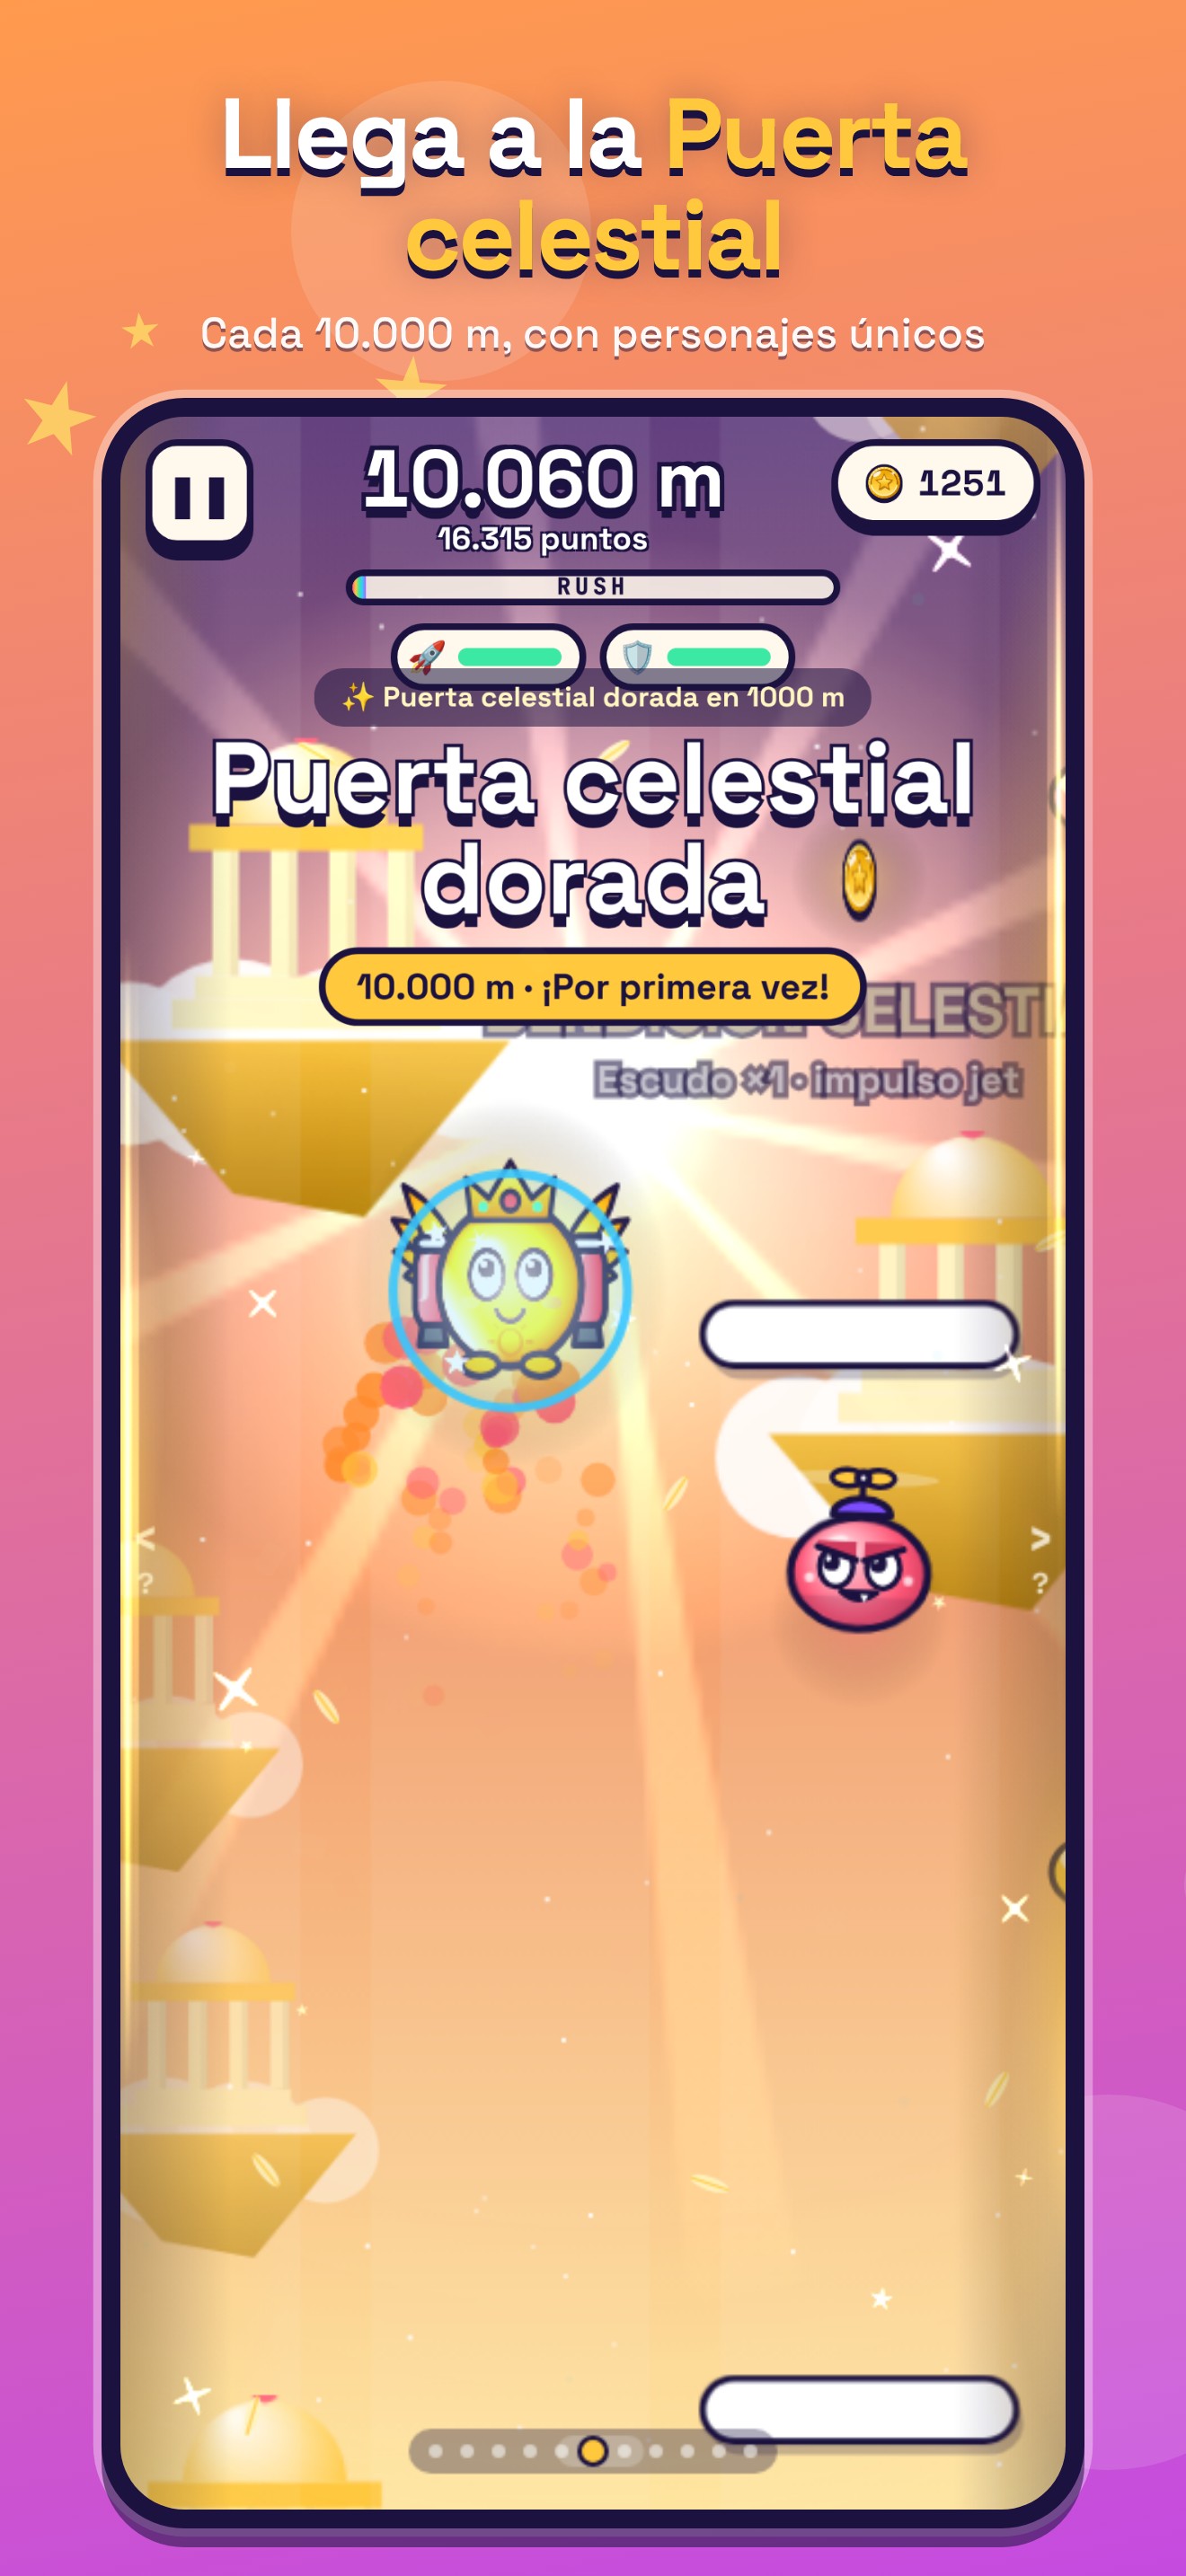 Llega a la Puerta
celestial
Cada 10.000 m, con personajes únicos
10.060 m
1251
16.315 puntos
RUSH
✨ Puerta celestial dorada en 1000 m
Puerta celestial
dorada
10.000 m · ¡Por primera vez!
Escudo ×1 • impulso jet
< >
? ?